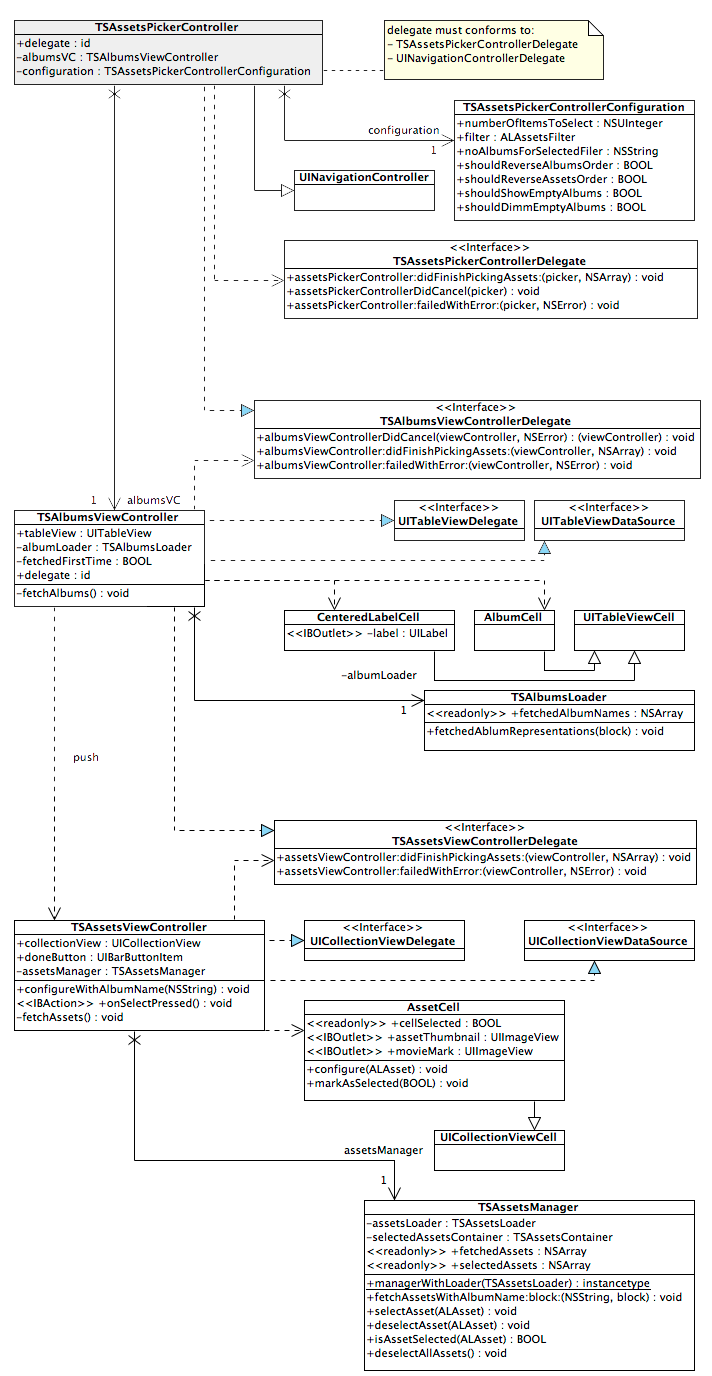 TSAssetsPickerController
+delegate : id
-albumsVC : TSAlbumsViewController
-configuration : TSAssetsPickerControllerConfiguration
delegate must conforms to:
- TSAssetsPickerControllerDelegate
- UINavigationControllerDelegate
configuration
1
TSAssetsPickerControllerConfiguration
+numberOfItemsToSelect : NSUInteger
+filter : ALAssetsFilter
+noAlbumsForSelectedFiler : NSString
+shouldReverseAlbumsOrder : BOOL
+shouldReverseAssetsOrder : BOOL
+shouldShowEmptyAlbums : BOOL
+shouldDimmEmptyAlbums : BOOL
UINavigationController
<<Interface>>
TSAssetsPickerControllerDelegate
+assetsPickerController:didFinishPickingAssets:(picker, NSArray) : void
+assetsPickerControllerDidCancel(picker) : void
+assetsPickerController:failedWithError:(picker, NSError) : void
<<Interface>>
TSAlbumsViewControllerDelegate
+albumsViewControllerDidCancel(viewController, NSError) : (viewController) : void
+albumsViewController:didFinishPickingAssets:(viewController, NSArray) : void
+albumsViewController:failedWithError:(viewController, NSError) : void
1
albumsVC
TSAlbumsViewController
+tableView : UITableView
-albumLoader : TSAlbumsLoader
-fetchedFirstTime : BOOL
+delegate : id
-fetchAlbums() : void
<<Interface>>
UITableViewDelegate
<<Interface>>
UITableViewDataSource
CenteredLabelCell
<<IBOutlet>> -label : UILabel
AlbumCell
UITableViewCell
-albumLoader
1
TSAlbumsLoader
<<readonly>> +fetchedAlbumNames : NSArray
+fetchedAblumRepresentations(block) : void
push
<<Interface>>
TSAssetsViewControllerDelegate
+assetsViewController:didFinishPickingAssets:(viewController, NSArray) : void
+assetsViewController:failedWithError:(viewController, NSError) : void
TSAssetsViewController
+collectionView : UICollectionView
+doneButton : UIBarButtonItem
-assetsManager : TSAssetsManager
+configureWithAlbumName(NSString) : void
<<IBAction>> +onSelectPressed() : void
-fetchAssets() : void
<<Interface>>
UICollectionViewDelegate
<<Interface>>
UICollectionViewDataSource
AssetCell
<<readonly>> +cellSelected : BOOL
<<IBOutlet>> +assetThumbnail : UIImageView
<<IBOutlet>> +movieMark : UIImageView
+configure(ALAsset) : void
+markAsSelected(BOOL) : void
UICollectionViewCell
assetsManager
1
TSAssetsManager
-assetsLoader : TSAssetsLoader
-selectedAssetsContainer : TSAssetsContainer
<<readonly>> +fetchedAssets : NSArray
<<readonly>> +selectedAssets : NSArray
+managerWithLoader(TSAssetsLoader) : instancetype
+fetchAssetsWithAlbumName:block:(NSString, block) : void
+selectAsset(ALAsset) : void
+deselectAsset(ALAsset) : void
+isAssetSelected(ALAsset) : BOOL
+deselectAllAssets() : void